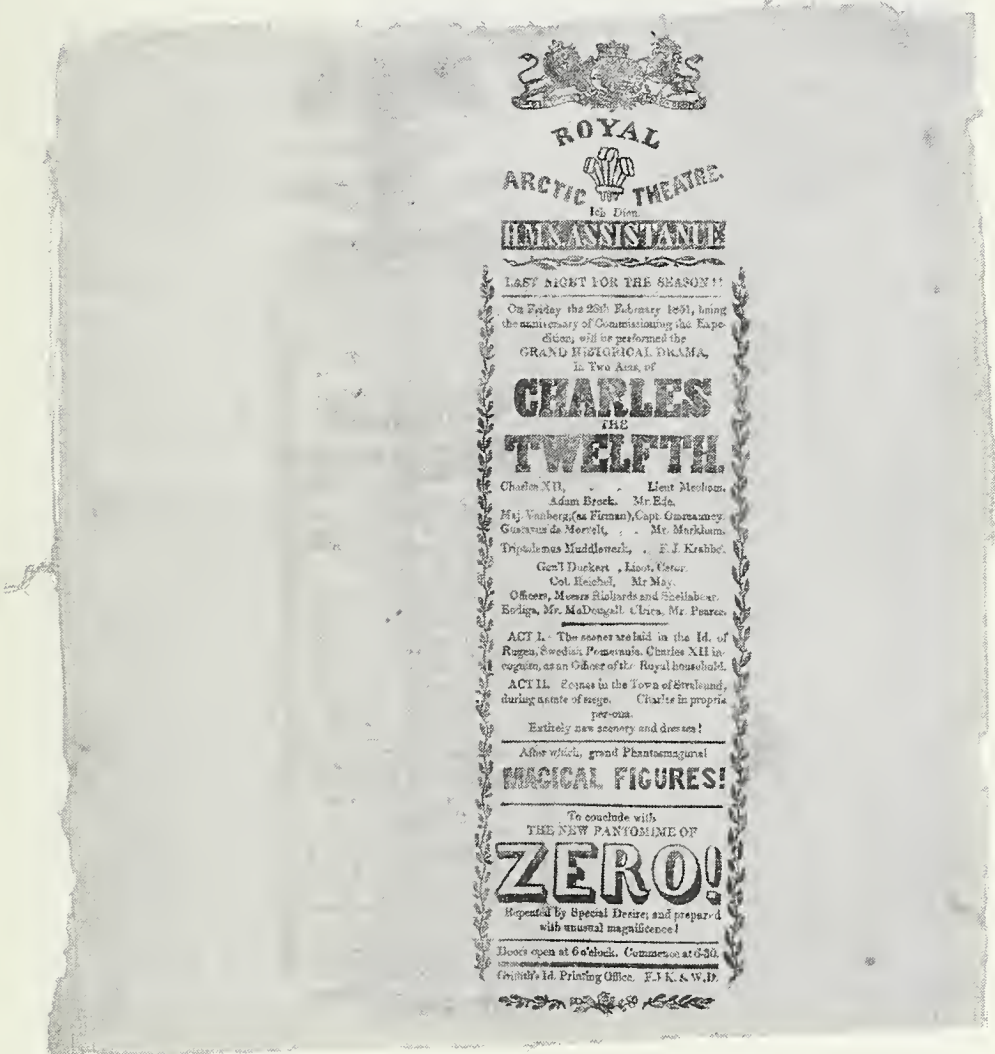 ROYAL
ARCTIC THEATRE.
Ich Dien.
H.M.S. ASSISTANCE
LAST NIGHT FOR THE SEASON!!
On Friday the 28th February 1851, being
the anniversary of Commissioning the Expe-
dition, will be performed the
GRAND HISTORICAL DRAMA,
In Two Acts, of
CHARLES
THE
TWELFTH.
Charles XII, . . Lieut Mecham.
Adam Brock. Mr Ede.
Maj. Vanberg, (as Firman), Capt. Ommanney.
Gustavus de Mervelt, . . Mr. Markham.
Triptolemus Muddlewerk, . F. J. Krabbé.
Gen'l Duckert , Lieut. Cator.
Col. Reichel, Mr May.
Officers, Messrs Richards and Shellabear.
Eudiga, Mr. McDougall. Ulrica, Mr. Pearce.
ACT I. The scenes are laid in the Id. of
Rugen, Swedish Pomerania. Charles XII in-
cognito, as an Officer of the Royal household.
ACT II. Scenes in the Town of Stralsund,
during a state of siege. Charles in propria
persona.
Entirely new scenery and dresses!
After which, grand Phantasmagorial
MAGICAL FIGURES!
To conclude with
THE NEW PANTOMIME OF
ZERO!
Repeated by Special Desire; and prepared
with unusual magnificence!
Doors open at 6 o'clock. Commence at 6-30.
Griffith's Id. Printing Office. F.J K. & W.D.